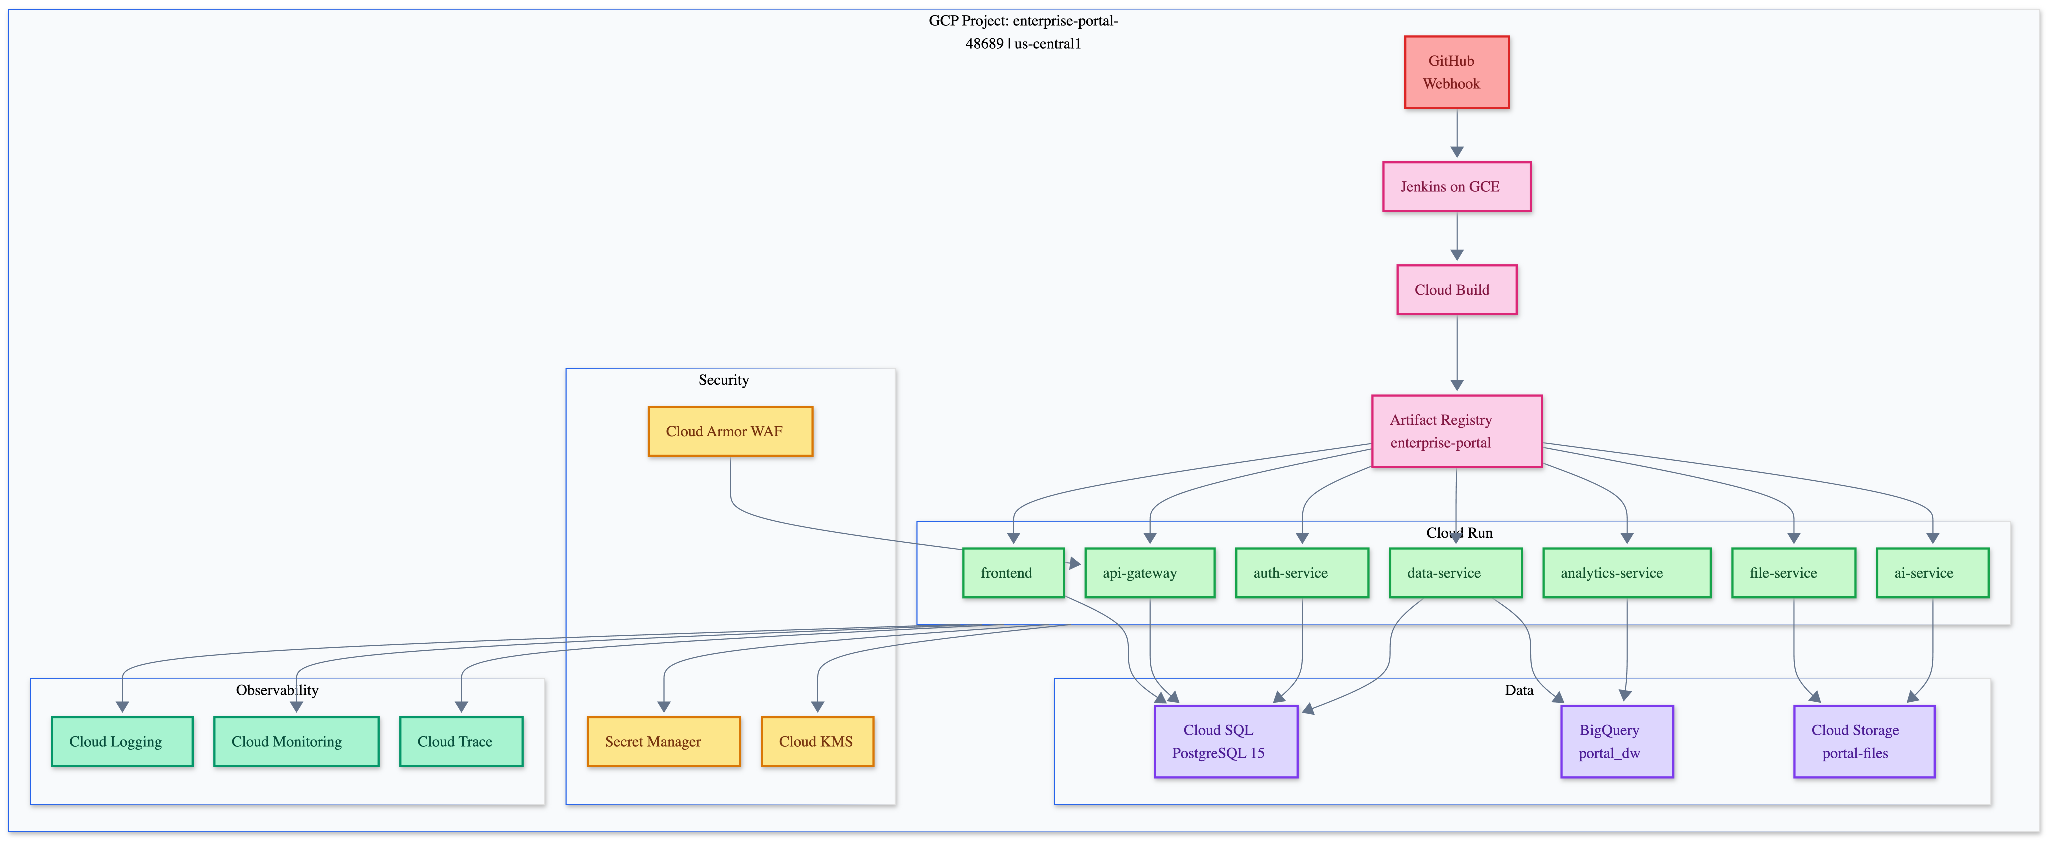 GCP Project: enterprise-portal-
48689 | us-central1
GitHub
Webhook
Jenkins on GCE
Cloud Build
Security
Cloud Armor WAF
Artifact Registry
enterprise-portal
Cloud Run
frontend
api-gateway
auth-service
data-service
analytics-service
file-service
ai-service
Observability
Cloud Logging
Cloud Monitoring
Cloud Trace
Secret Manager
Cloud KMS
Data
Cloud SQL
PostgreSQL 15
BigQuery
portal_dw
Cloud Storage
portal-files